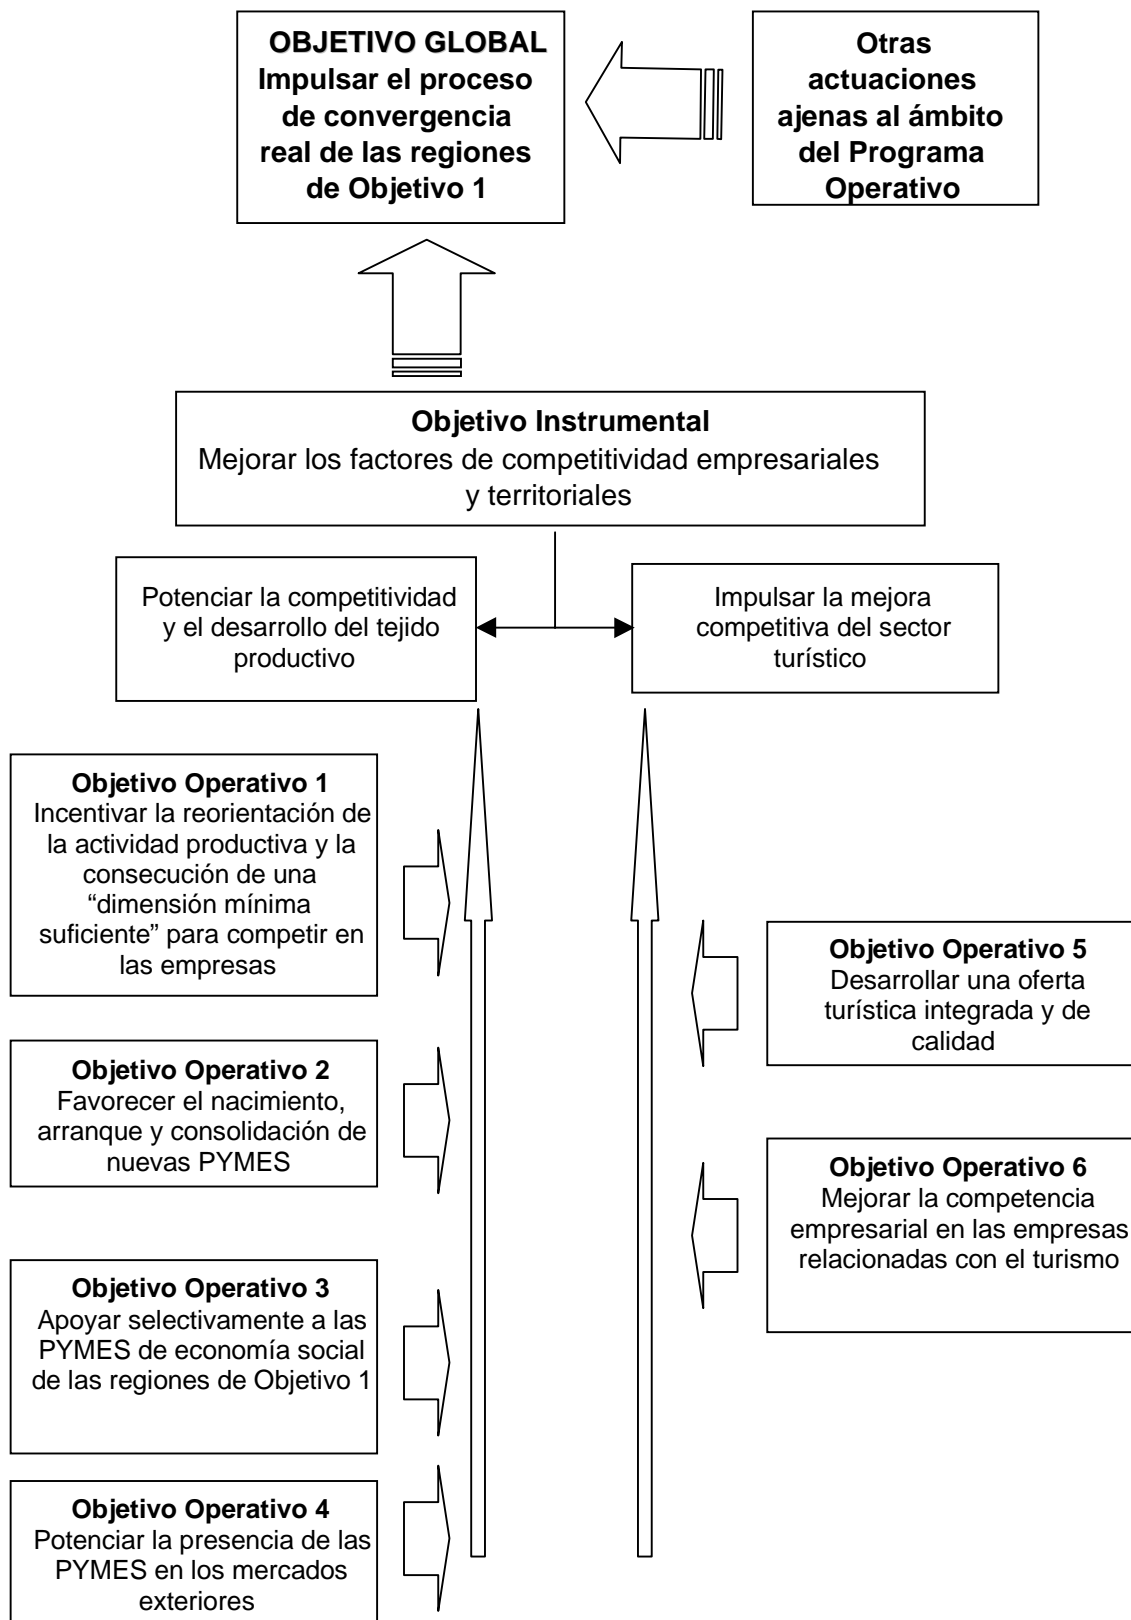 OBJETIVO GLOBAL
Impulsar el proceso
de convergencia
real de las regiones
de Objetivo 1
Otras
actuaciones
ajenas al ámbito
del Programa
Operativo
Objetivo Instrumental
Mejorar los factores de competitividad empresariales
y territoriales
Potenciar la competitividad
y el desarrollo del tejido
productivo
Impulsar la mejora
competitiva del sector
turístico
Objetivo Operativo 1
Incentivar la reorientación de
la actividad productiva y la
consecución de una
“dimensión mínima
suficiente” para competir en
las empresas
Objetivo Operativo 2
Favorecer el nacimiento,
arranque y consolidación de
nuevas PYMES
Objetivo Operativo 3
Apoyar selectivamente a las
PYMES de economía social
de las regiones de Objetivo 1
Objetivo Operativo 4
Potenciar la presencia de las
PYMES en los mercados
exteriores
Objetivo Operativo 5
Desarrollar una oferta
turística integrada y de
calidad
Objetivo Operativo 6
Mejorar la competencia
empresarial en las empresas
relacionadas con el turismo